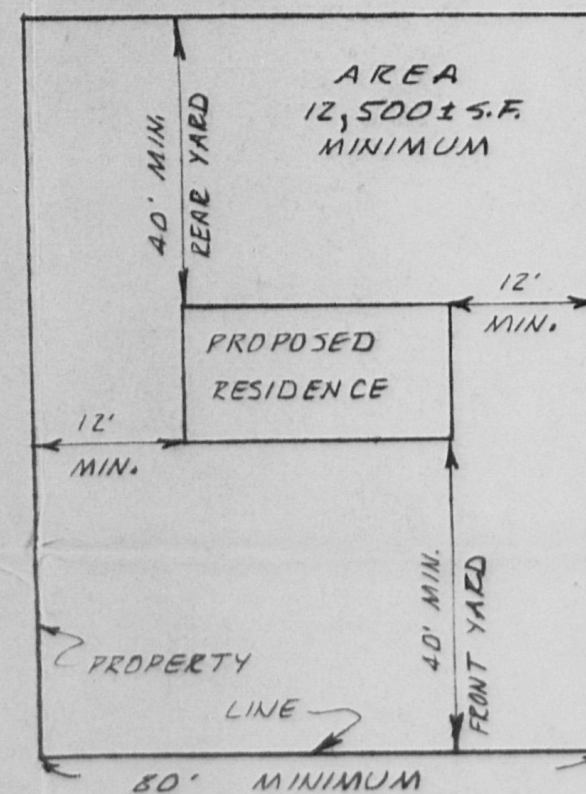 AREA
12,500± S.F.
MINIMUM
40' MIN.
REAR YARD
12'
MIN.
PROPOSED
RESIDENCE
12'
MIN.
40' MIN.
FRONT YARD
PROPERTY
LINE
80' MINIMUM